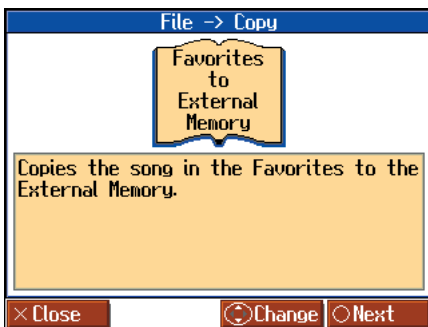 File -> Copy
Favorites
to
External
Memory
Copies the song in the Favorites to the
External Memory.
× Close
Change
Next